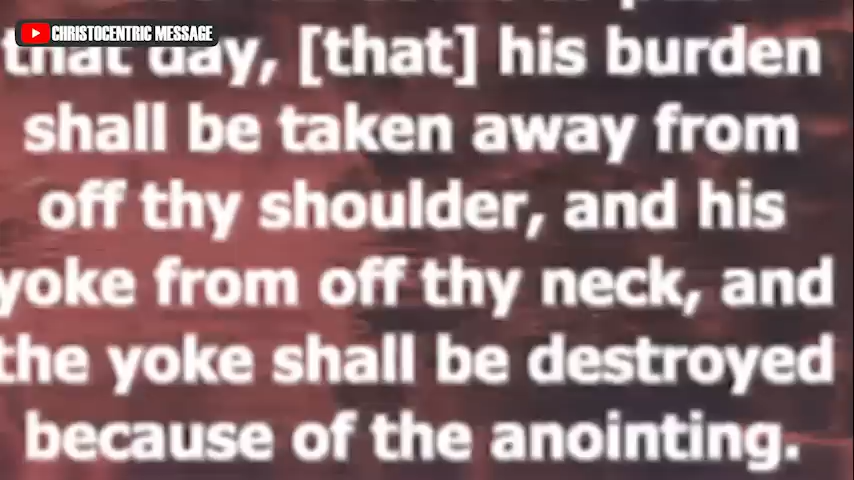 CHRISTOCENTRIC MESSAGE
that day, [that] his burden
shall be taken away from
off thy shoulder, and his
yoke from off thy neck, and
the yoke shall be destroyed
because of the anointing.